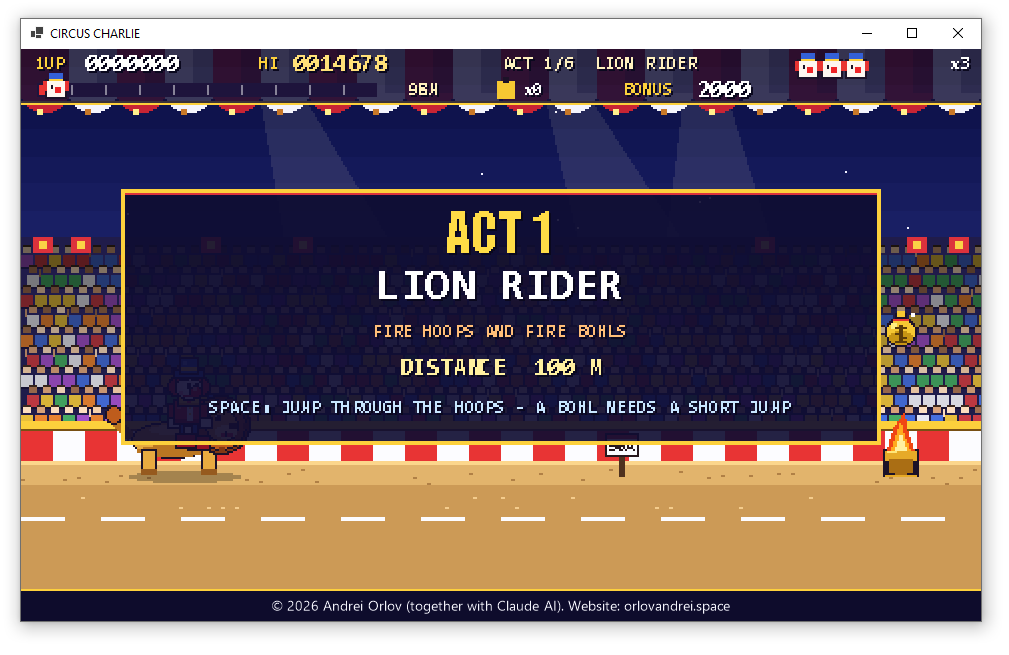 CIRCUS CHARLIE
1UP 0000000 HI 0014678 ACT 1/6 LION RIDER x3
98M x0 BONUS 2000
ACT 1
LION RIDER
FIRE HOOPS AND FIRE BOWLS
DISTANCE 100 M
SPACE: JUMP THROUGH THE HOOPS - A BOWL NEEDS A SHORT JUMP
© 2026 Andrei Orlov (together with Claude AI). Website: orlovandrei.space